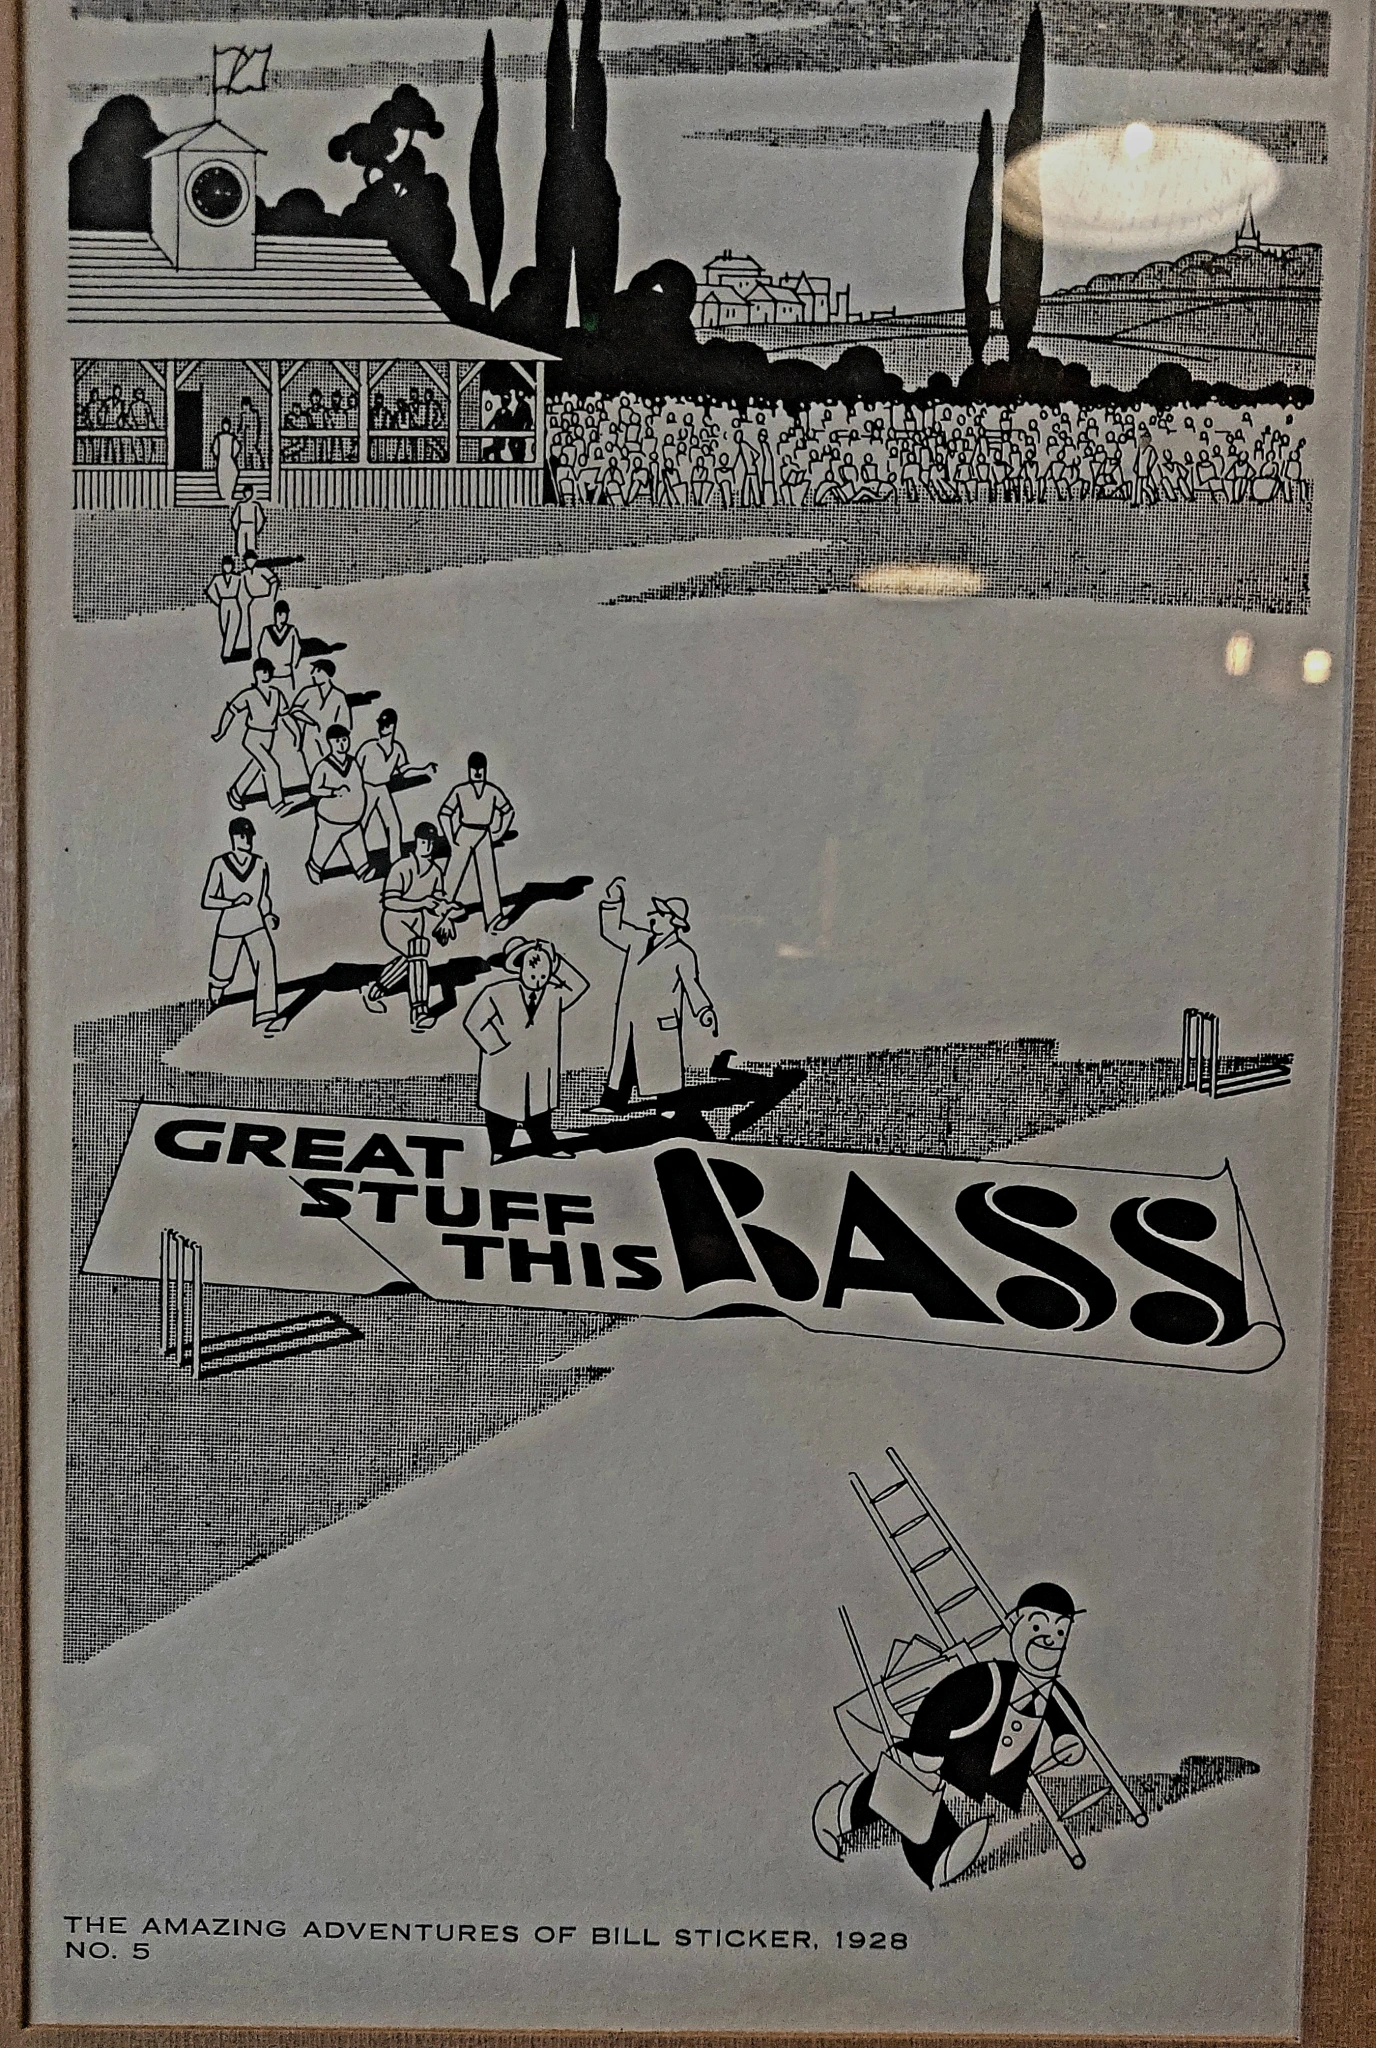 GREAT
STUFF
THIS BASS
THE AMAZING ADVENTURES OF BILL STICKER, 1928
NO. 5